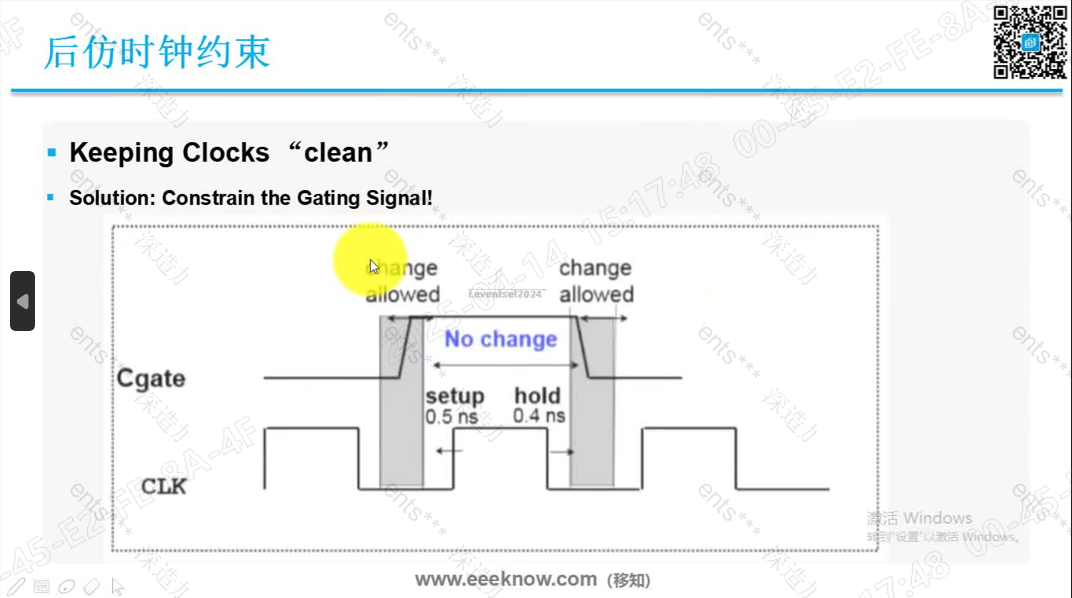 后仿时钟约束
Keeping Clocks “clean”
Solution: Constrain the Gating Signal!
change
allowed
change
allowed
No change
Cgate
setup
0.5 ns
hold
0.4 ns
CLK
激活 Windows
转到"设置"以激活 Windows。
www.eeeknow.com (移知)